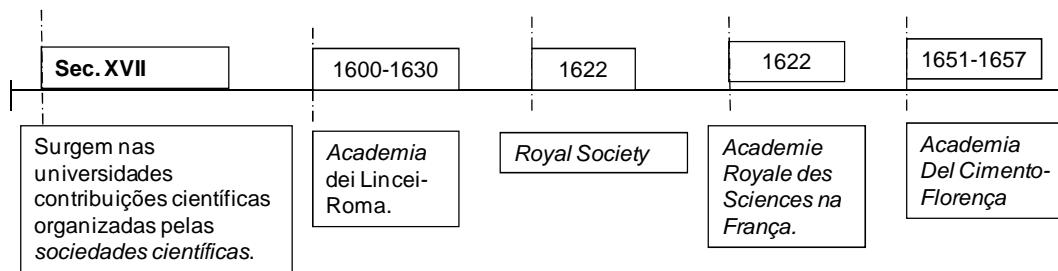 Sec. XVII
1600-1630
1622
1622
1651-1657
Surgem nas
universidades
contribuições científicas
organizadas pelas
sociedades científicas.
Academia
dei Lincei-
Roma.
Royal Society
Academie
Royale des
Sciences na
França.
Academia
Del Cimento-
Florença